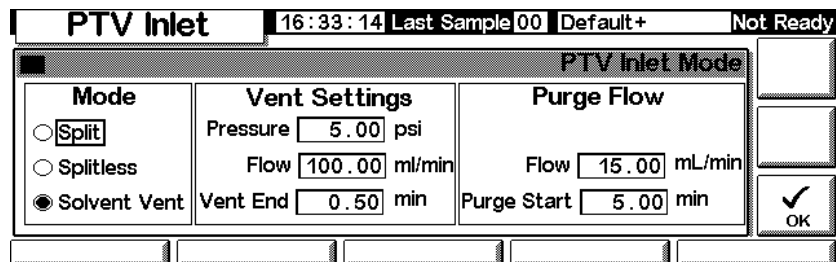 PTV Inlet 16:33:14 Last Sample 00 Default+ Not Ready
PTV Inlet Mode
Mode
Split
Splitless
Solvent Vent
Vent Settings
Pressure 5.00 psi
Flow 100.00 ml/min
Vent End 0.50 min
Purge Flow
Flow 15.00 mL/min
Purge Start 5.00 min
OK